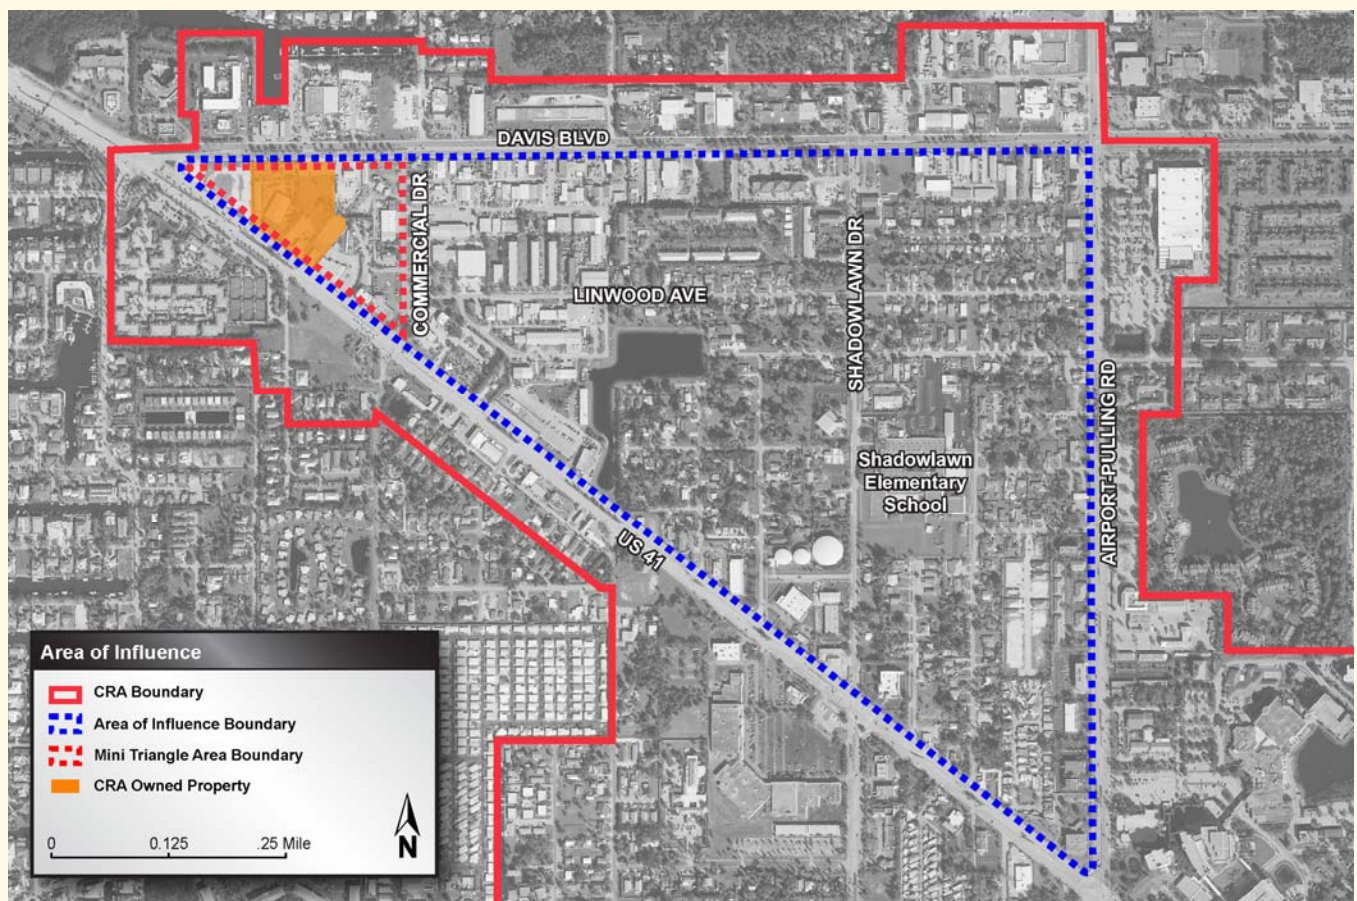 DAVIS BLVD
COMMERCIAL DR
LINWOOD AVE
SHADOWLAWN DR
AIRPORT-PULLING RD
Shadowlawn
Elementary
School
US 41
Area of Influence
CRA Boundary
Area of Influence Boundary
Mini Triangle Area Boundary
CRA Owned Property
0 0.125 .25 Mile
N